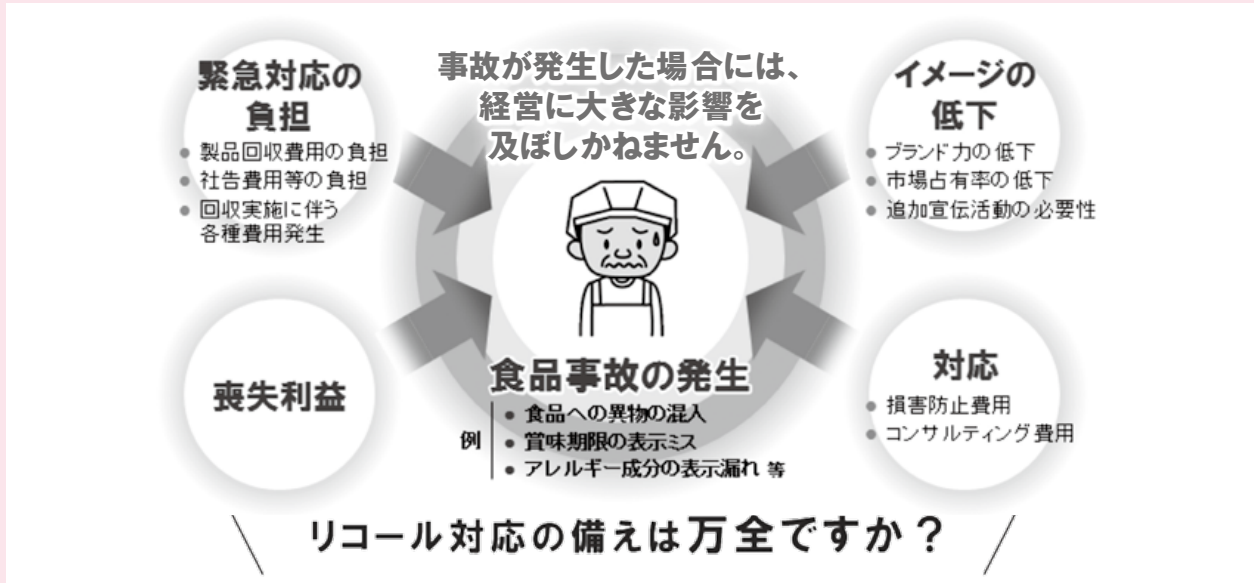 事故が発生した場合には、
経営に大きな影響を
及ぼしかねません。
緊急対応の
負担
● 製品回収費用の負担
● 社告費用等の負担
● 回収実施に伴う
各種費用発生
イメージの
低下
● ブランド力の低下
● 市場占有率の低下
● 追加宣伝活動の必要性
喪失利益
食品事故の発生
例
● 食品への異物の混入
● 賞味期限の表示ミス
● アレルギー成分の表示漏れ 等
対応
● 損害防止費用
● コンサルティング費用
リコール対応の備えは万全ですか？